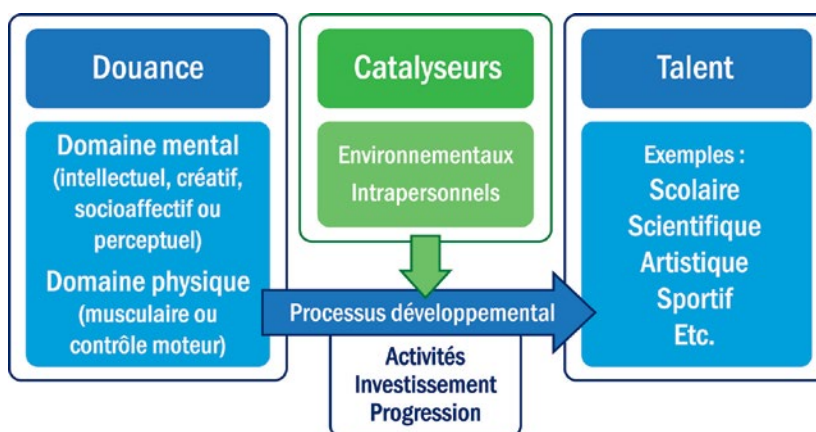 Douance
Domaine mental
(intellectuel, créatif,
socioaffectif ou
perceptuel)
Domaine physique
(musculaire ou
contrôle moteur)
Catalyseurs
Environnementaux
Intrapersonnels
Processus développemental
Activités
Investissement
Progression
Talent
Exemples :
Scolaire
Scientifique
Artistique
Sportif
Etc.